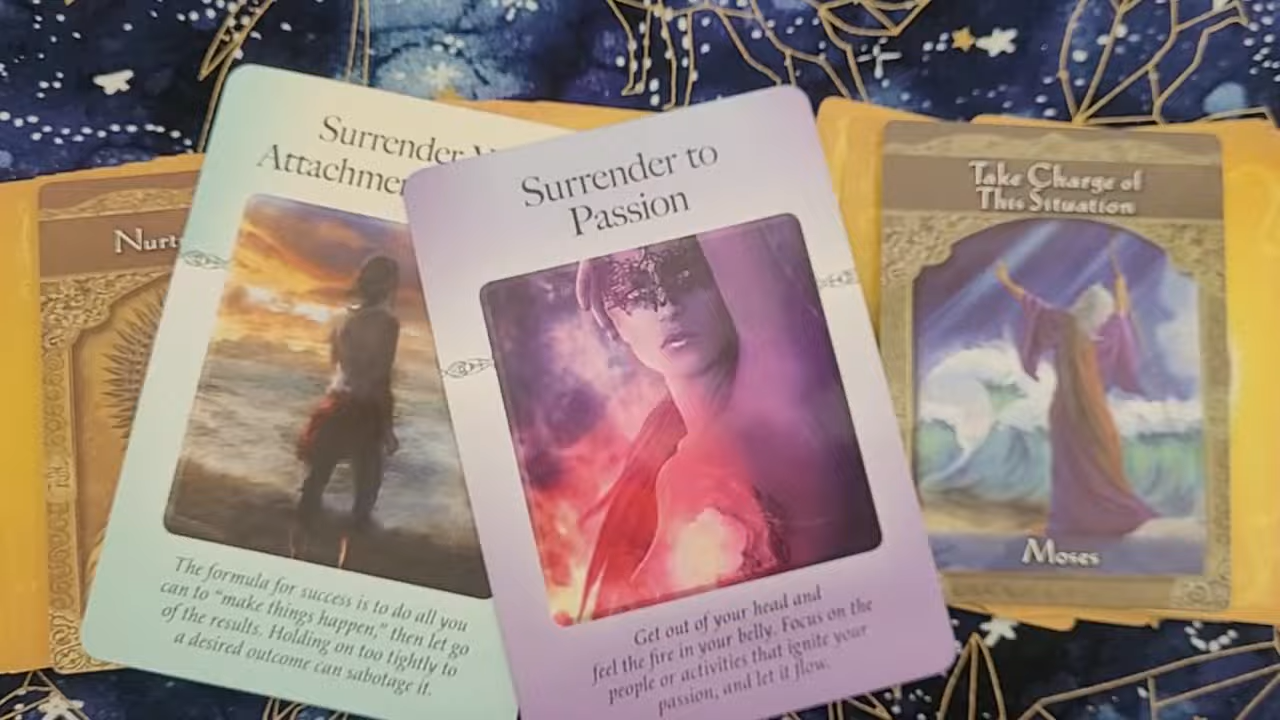 Nurt
Surrender
Attachmen
The formula for success is to do all you
can to “make things happen,” then let go
of the results. Holding on too tightly to
a desired outcome can sabotage it.
Surrender to
Passion
Get out of your head and
feel the fire in your belly. Focus on the
people or activities that ignite your
passion, and let it flow.
Take Charge of
This Situation
Moses